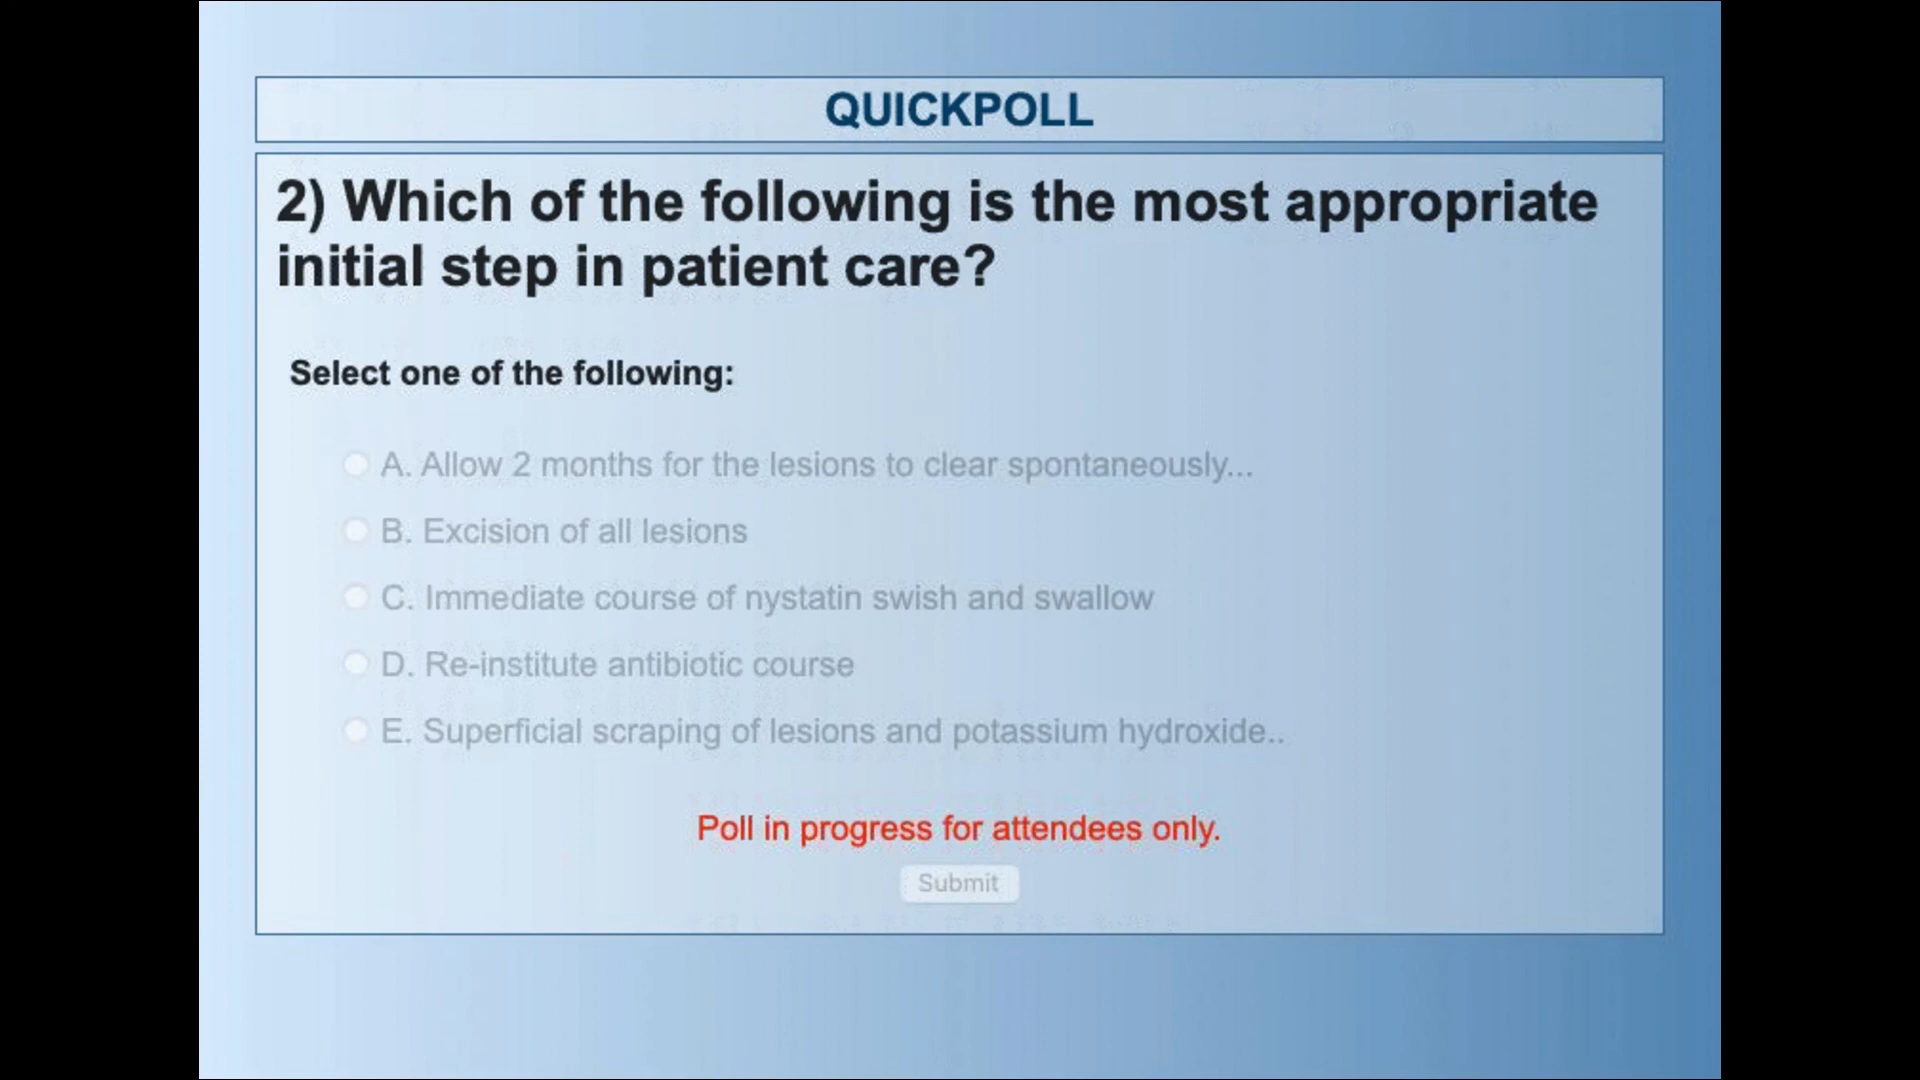 QUICKPOLL
2) Which of the following is the most appropriate
initial step in patient care?
Select one of the following:
A. Allow 2 months for the lesions to clear spontaneously...
B. Excision of all lesions
C. Immediate course of nystatin swish and swallow
D. Re-institute antibiotic course
E. Superficial scraping of lesions and potassium hydroxide..
Poll in progress for attendees only.
Submit